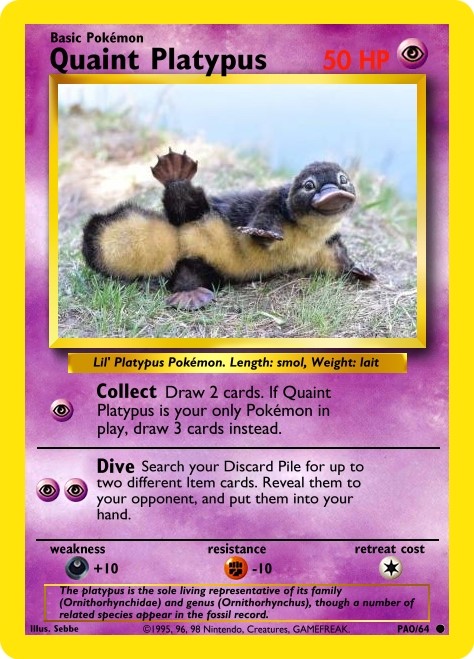 Basic Pokémon
Quaint Platypus 50 HP
Lil' Platypus Pokémon. Length: smol, Weight: lait
Collect Draw 2 cards. If Quaint
Platypus is your only Pokémon in
play, draw 3 cards instead.
Dive Search your Discard Pile for up to
two different Item cards. Reveal them to
your opponent, and put them into your
hand.
weakness resistance retreat cost
+10 -10
The platypus is the sole living representative of its family
(Ornithorhynchidae) and genus (Ornithorhynchus), though a number of
related species appear in the fossil record.
Illus. Sebbe ©1995, 96, 98 Nintendo, Creatures, GAMEFREAK. PAO/64